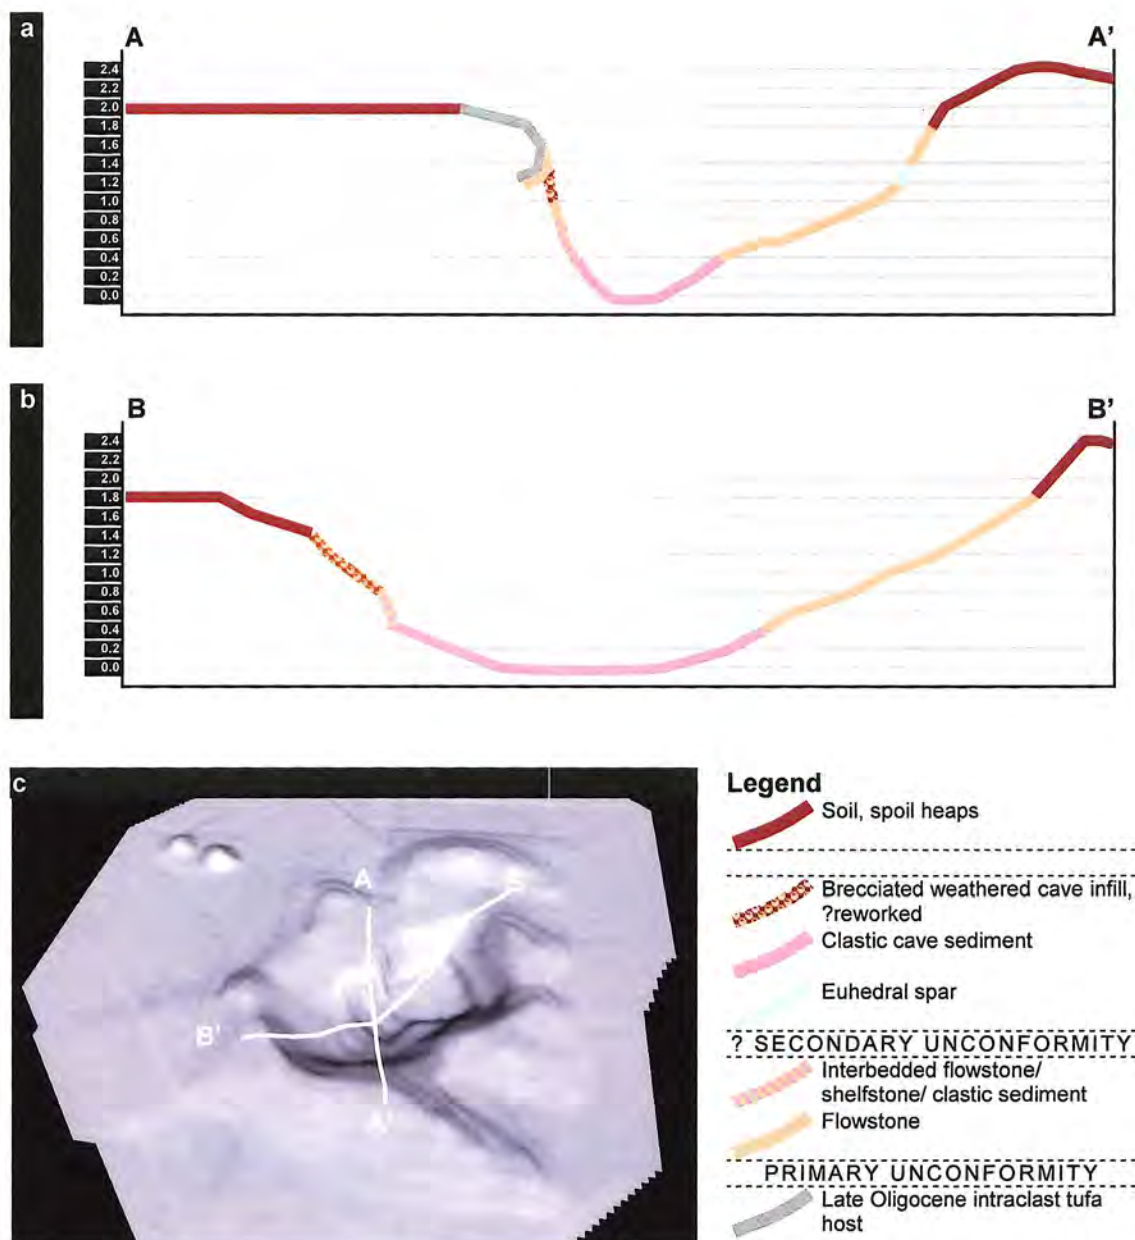 a
A A'
2.4
2.2
2.0
1.8
1.6
1.4
1.2
1.0
0.8
0.6
0.4
0.2
0.0
b
B B'
2.4
2.2
2.0
1.8
1.6
1.4
1.2
1.0
0.8
0.6
0.4
0.2
0.0
c
A
B
B'
A'
Legend
Soil, spoil heaps
Brecciated weathered cave infill,
?reworked
Clastic cave sediment
Euhedral spar
? SECONDARY UNCONFORMITY
Interbedded flowstone/
shelfstone/ clastic sediment
Flowstone
PRIMARY UNCONFORMITY
Late Oligocene intraclast tufa
host